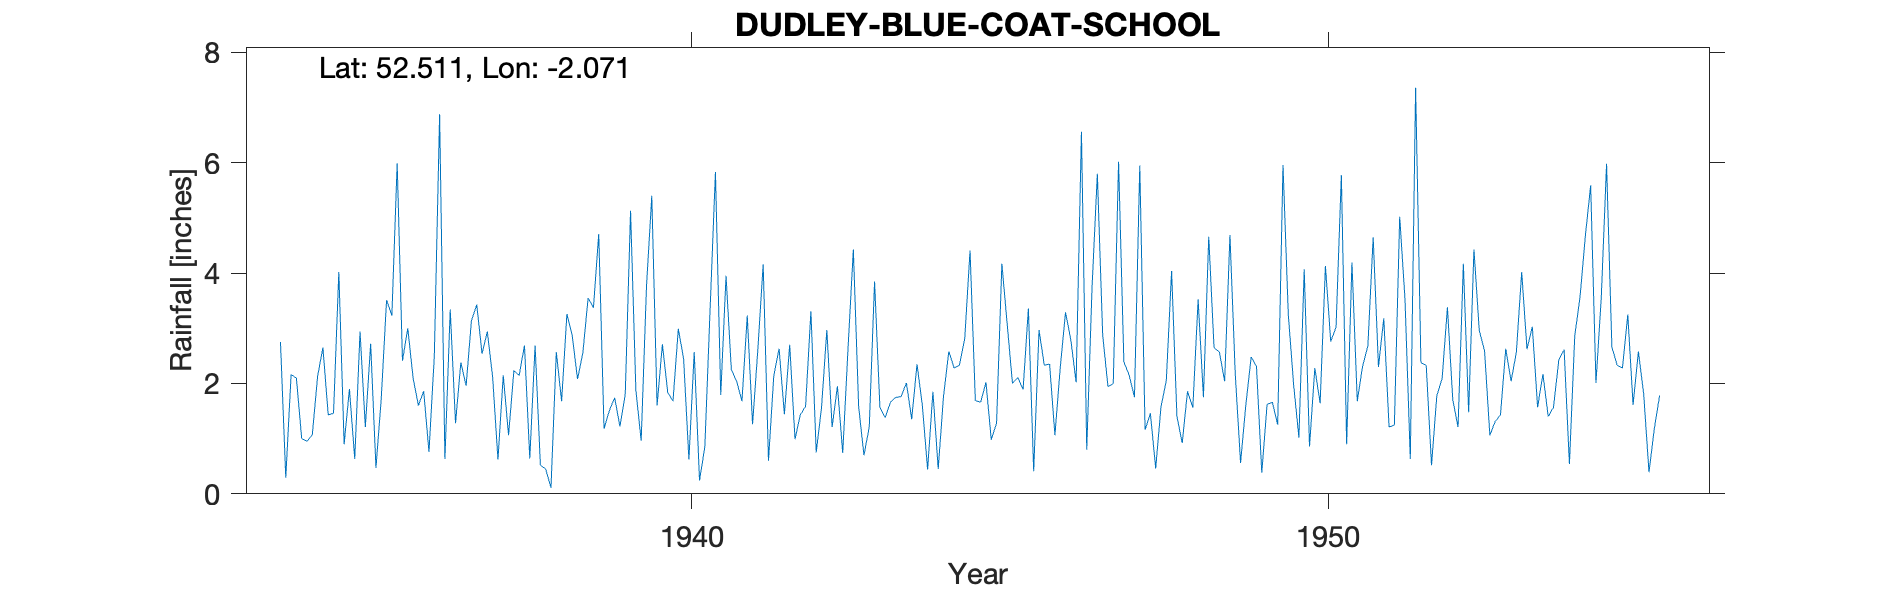 DUDLEY-BLUE-COAT-SCHOOL
Lat: 52.511, Lon: -2.071
8
6
4
2
0
Rainfall [inches]
1940
1950
Year